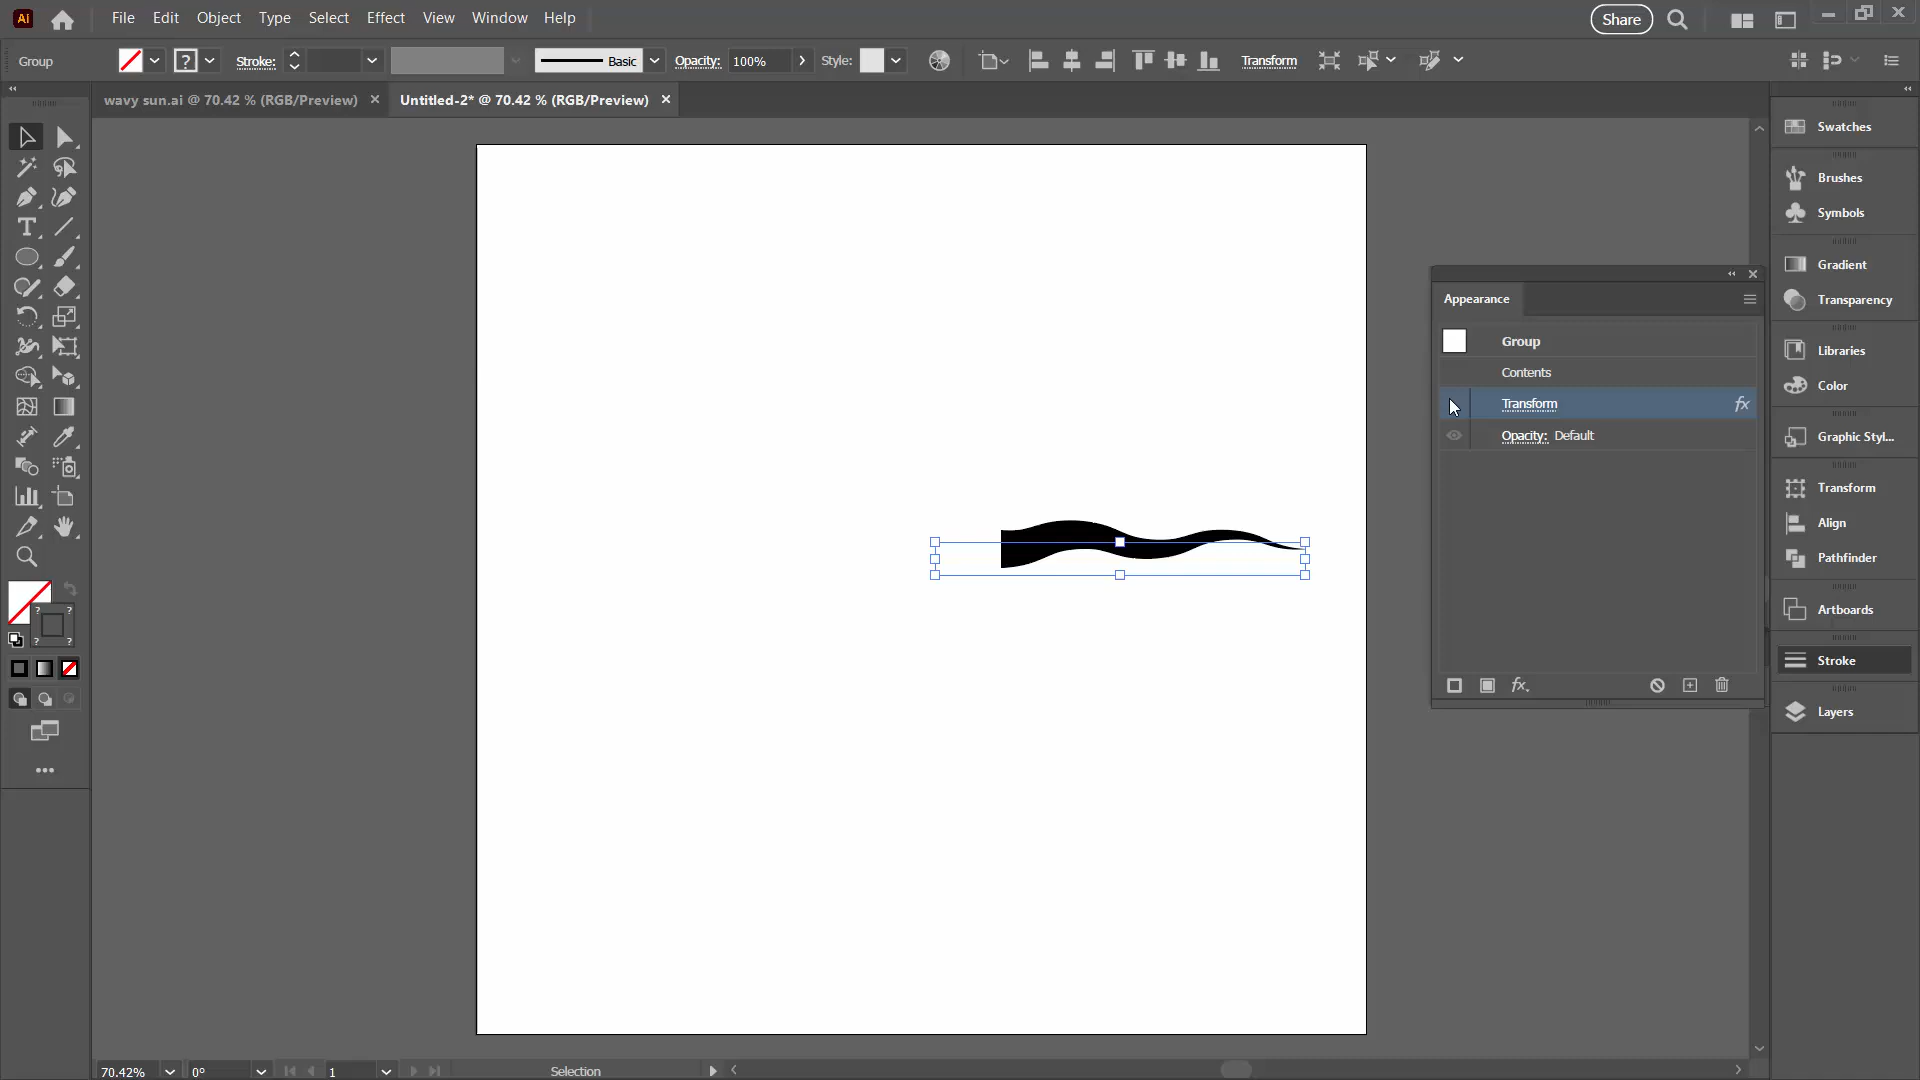 Ai File Edit Object Type Select Effect View Window Help Share
Group ? Stroke: Basic Opacity: 100% Style: Transform
wavy sun.ai @ 70.42 % (RGB/Preview) × Untitled-2* @ 70.42 % (RGB/Preview) ×
Swatches
Brushes
Symbols
Gradient
Transparency
Libraries
Color
Graphic Styl...
Transform
Align
Pathfinder
Artboards
Stroke
Layers
Appearance
Group
Contents
Transform fx
Opacity: Default
fx
T
? ?
? ?
70.42% 0° 1 Selection